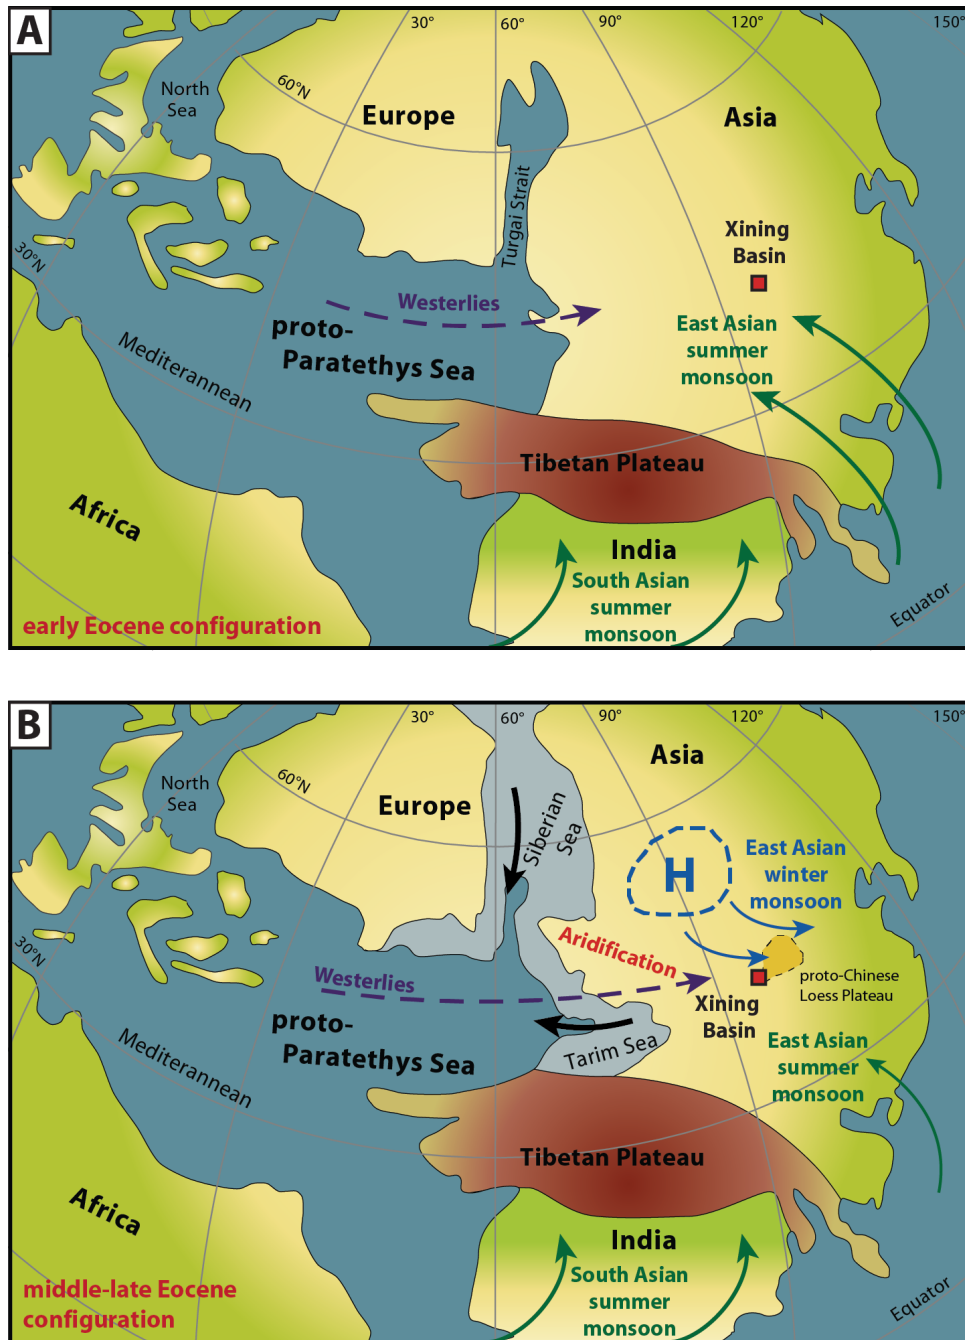 A
30°
60°
90°
120°
150°
North
Sea
60°N
Europe
Asia
Turgai Strait
Xining
Basin
30°N
Westerlies
proto-
Paratethys Sea
East Asian
summer
monsoon
Mediterannean
Tibetan Plateau
Africa
India
South Asian
summer
monsoon
Equator
early Eocene configuration
B
30°
60°
90°
120°
150°
North
Sea
60°N
Europe
Asia
Siberian
Sea
H
East Asian
winter
monsoon
Aridification
30°N
Westerlies
proto-Chinese
Loess Plateau
Xining
Basin
proto-
Paratethys Sea
Tarim Sea
East Asian
summer
monsoon
Mediterannean
Tibetan Plateau
Africa
India
South Asian
summer
monsoon
Equator
middle-late Eocene
configuration